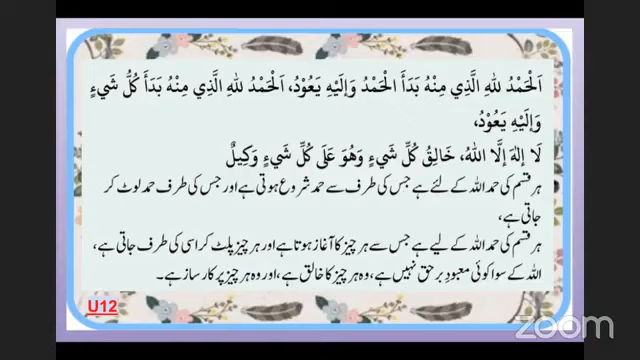 اَلْحَمْدُ للهِ الَّذِي مِنْهُ بَدَأَ الْحَمْدُ وَإِلَيْهِ يَعُوْدُ، اَلْحَمْدُ للهِ الَّذِي مِنْهُ بَدَأَ كُلُّ شَيْءٍ
وَإِلَيْهِ يَعُوْدُ،
لَا إِلٰهَ إِلَّا اللهُ، خَالِقُ كُلِّ شَيْءٍ وَهُوَ عَلَى كُلِّ شَيْءٍ وَكِيلٌ
ہر قسم کی حمد اللہ کے لئے ہے جس کی طرف سے حمد شروع ہوتی ہے اور جس کی طرف حمد لوٹ کر
جاتی ہے،
ہر قسم کی حمد اللہ کے لیے ہے جس سے ہر چیز کا آغاز ہوتا ہے اور ہر چیز پلٹ کر اسی کی طرف جاتی ہے،
اللہ کے سوا کوئی معبودِ برحق نہیں ہے، وہ ہر چیز کا خالق ہے، اور وہ ہر چیز پر کارساز ہے۔
U12
zoom